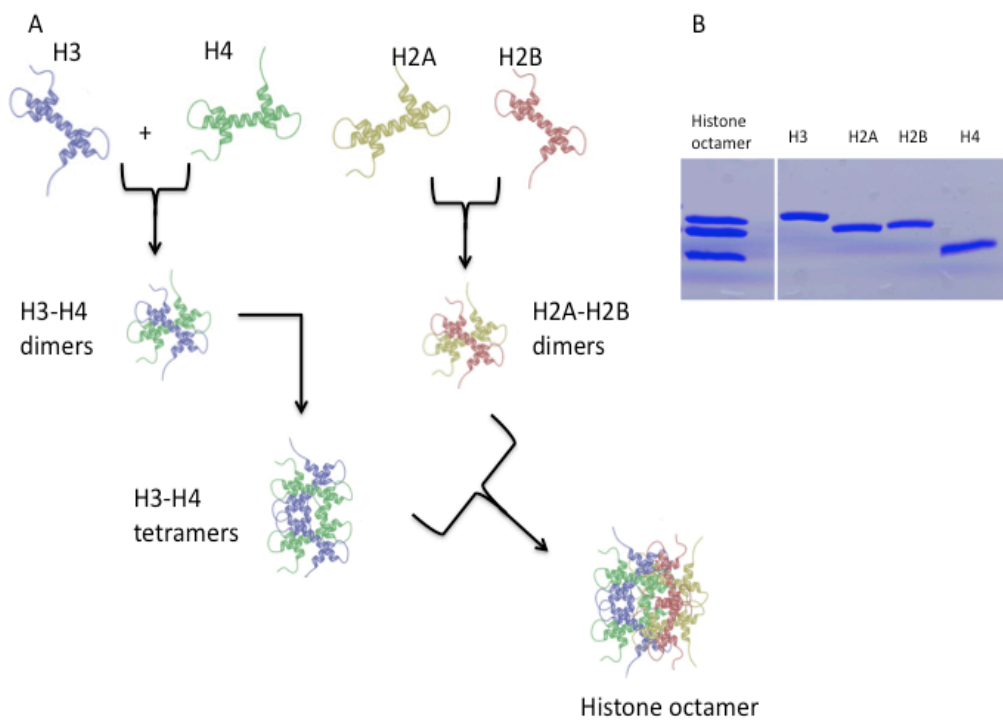 A
H3
H4
H2A
H2B
+
H3-H4
dimers
H2A-H2B
dimers
H3-H4
tetramers
Histone octamer
B
Histone
octamer
H3
H2A
H2B
H4